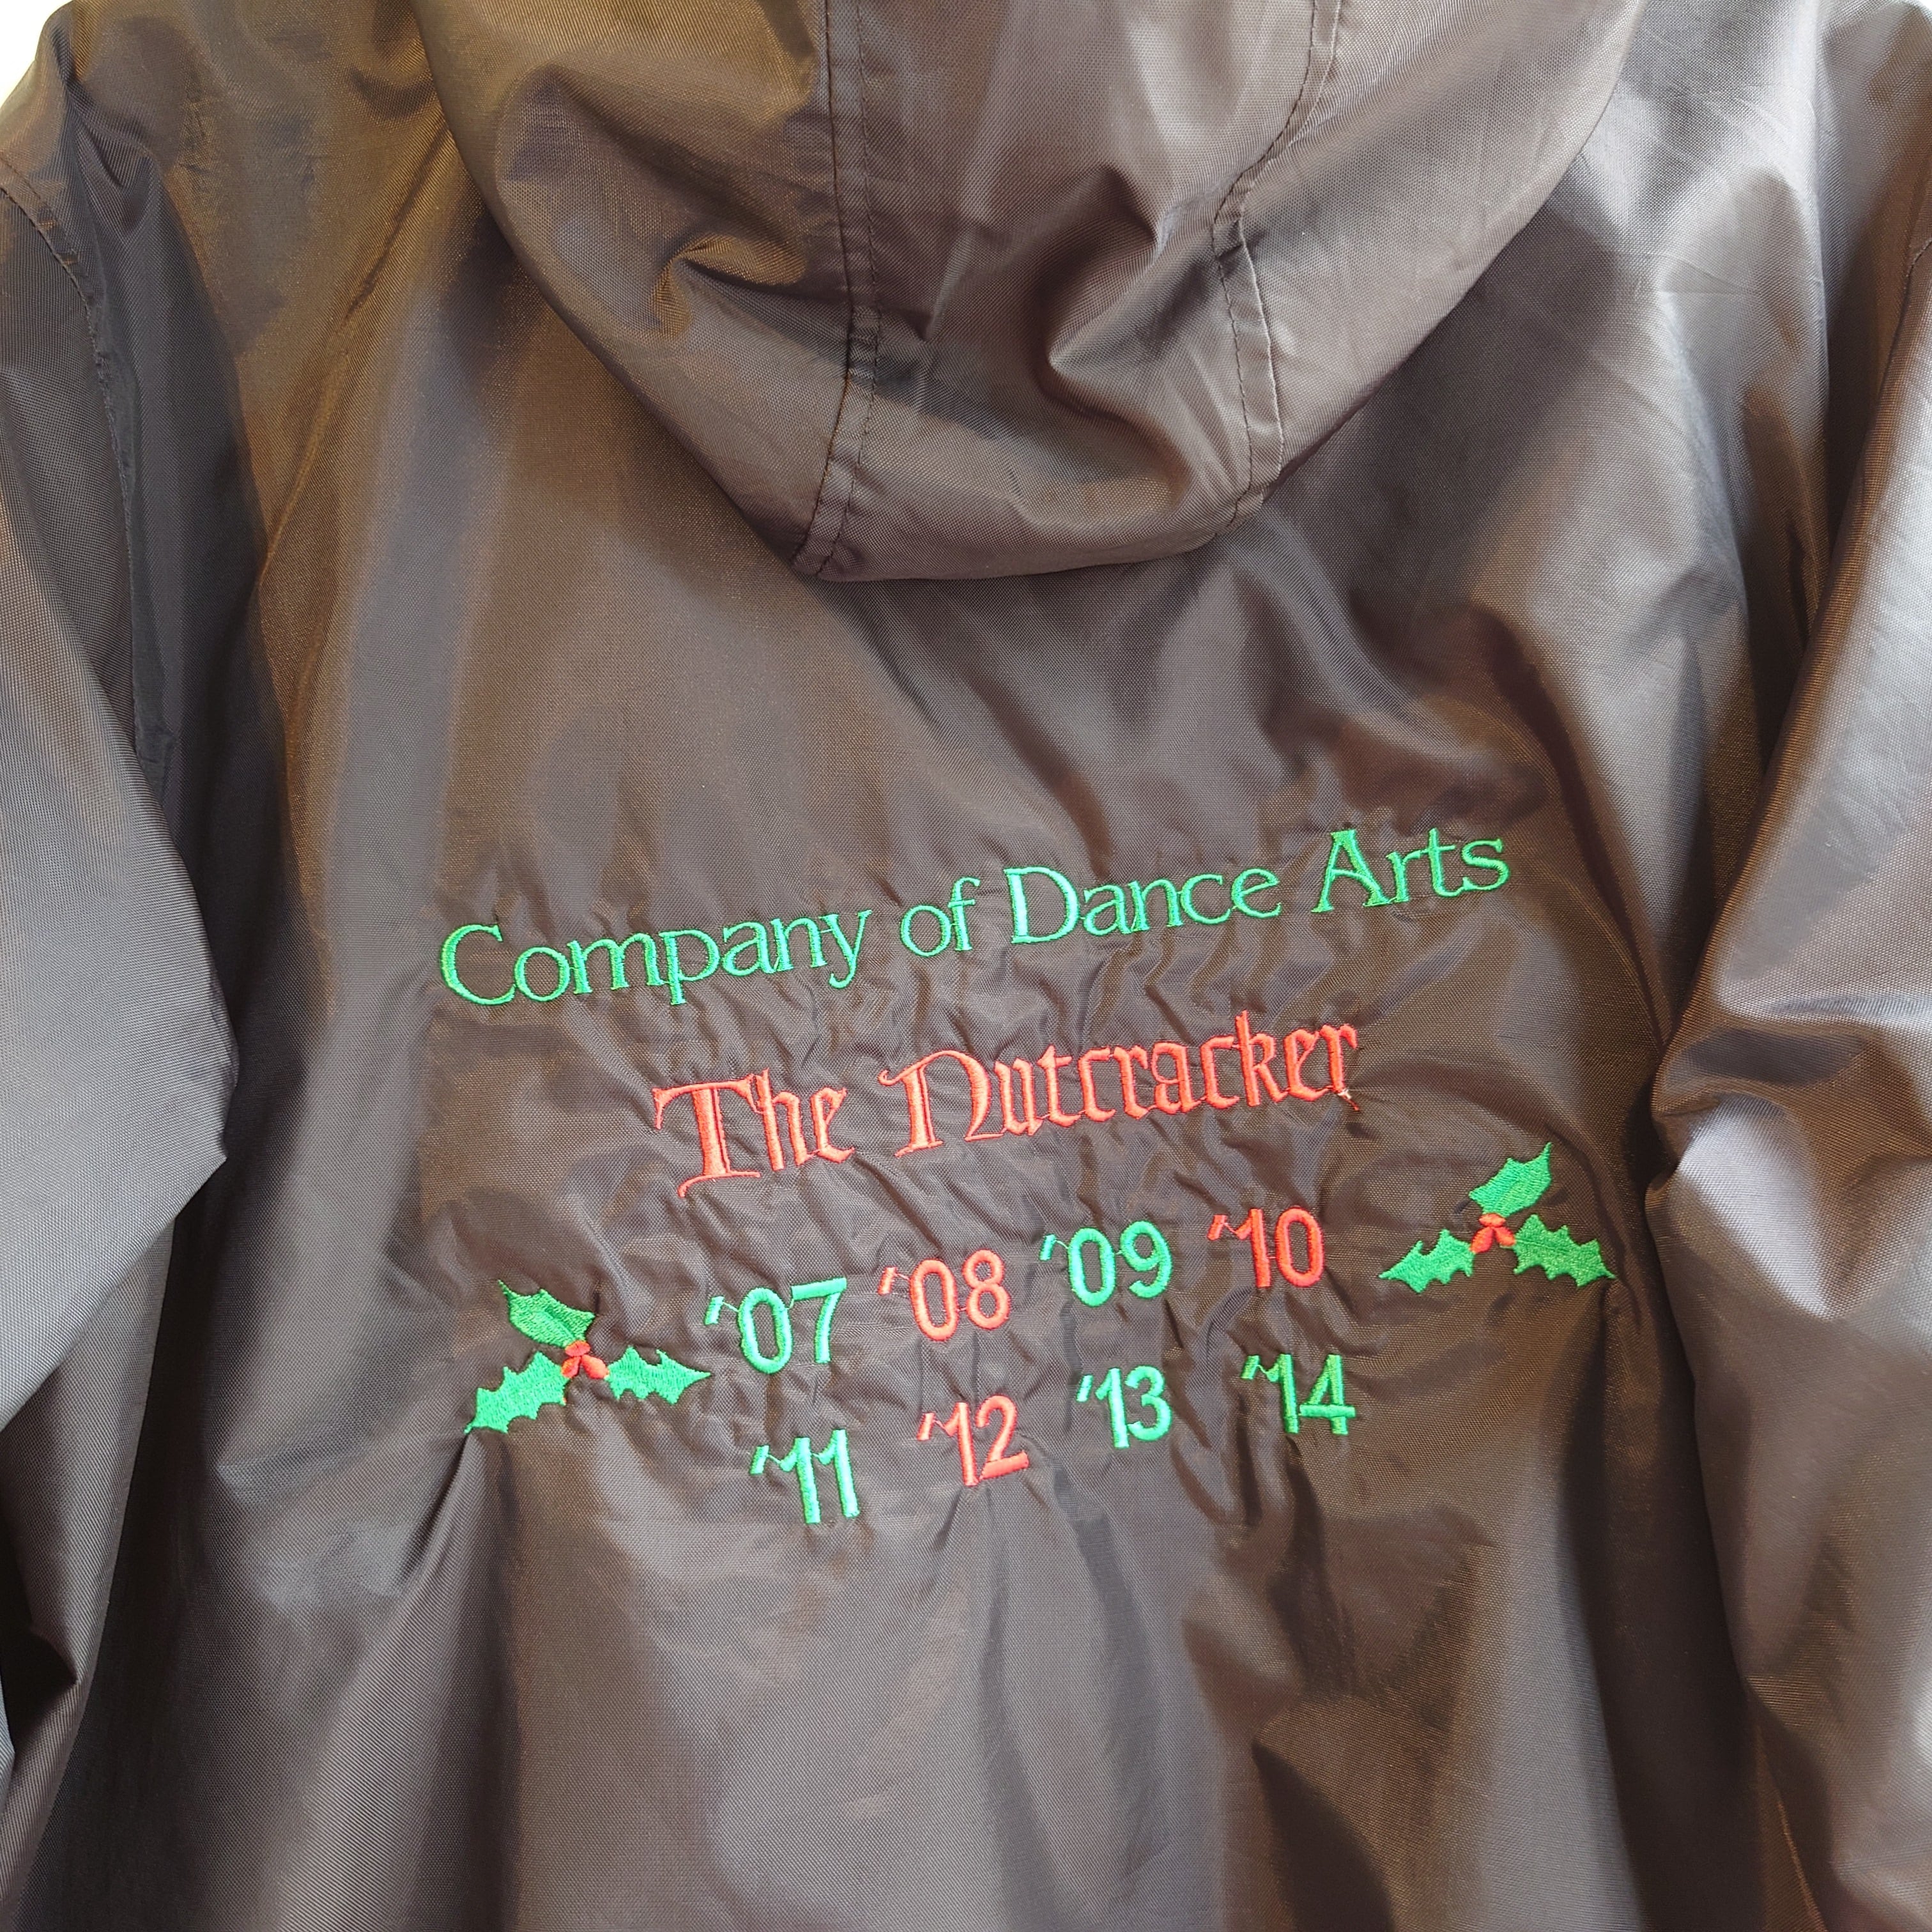 Company of Dance Arts
The Nutcracker
'07 '08 '09 '10
'11 '12 '13 '14